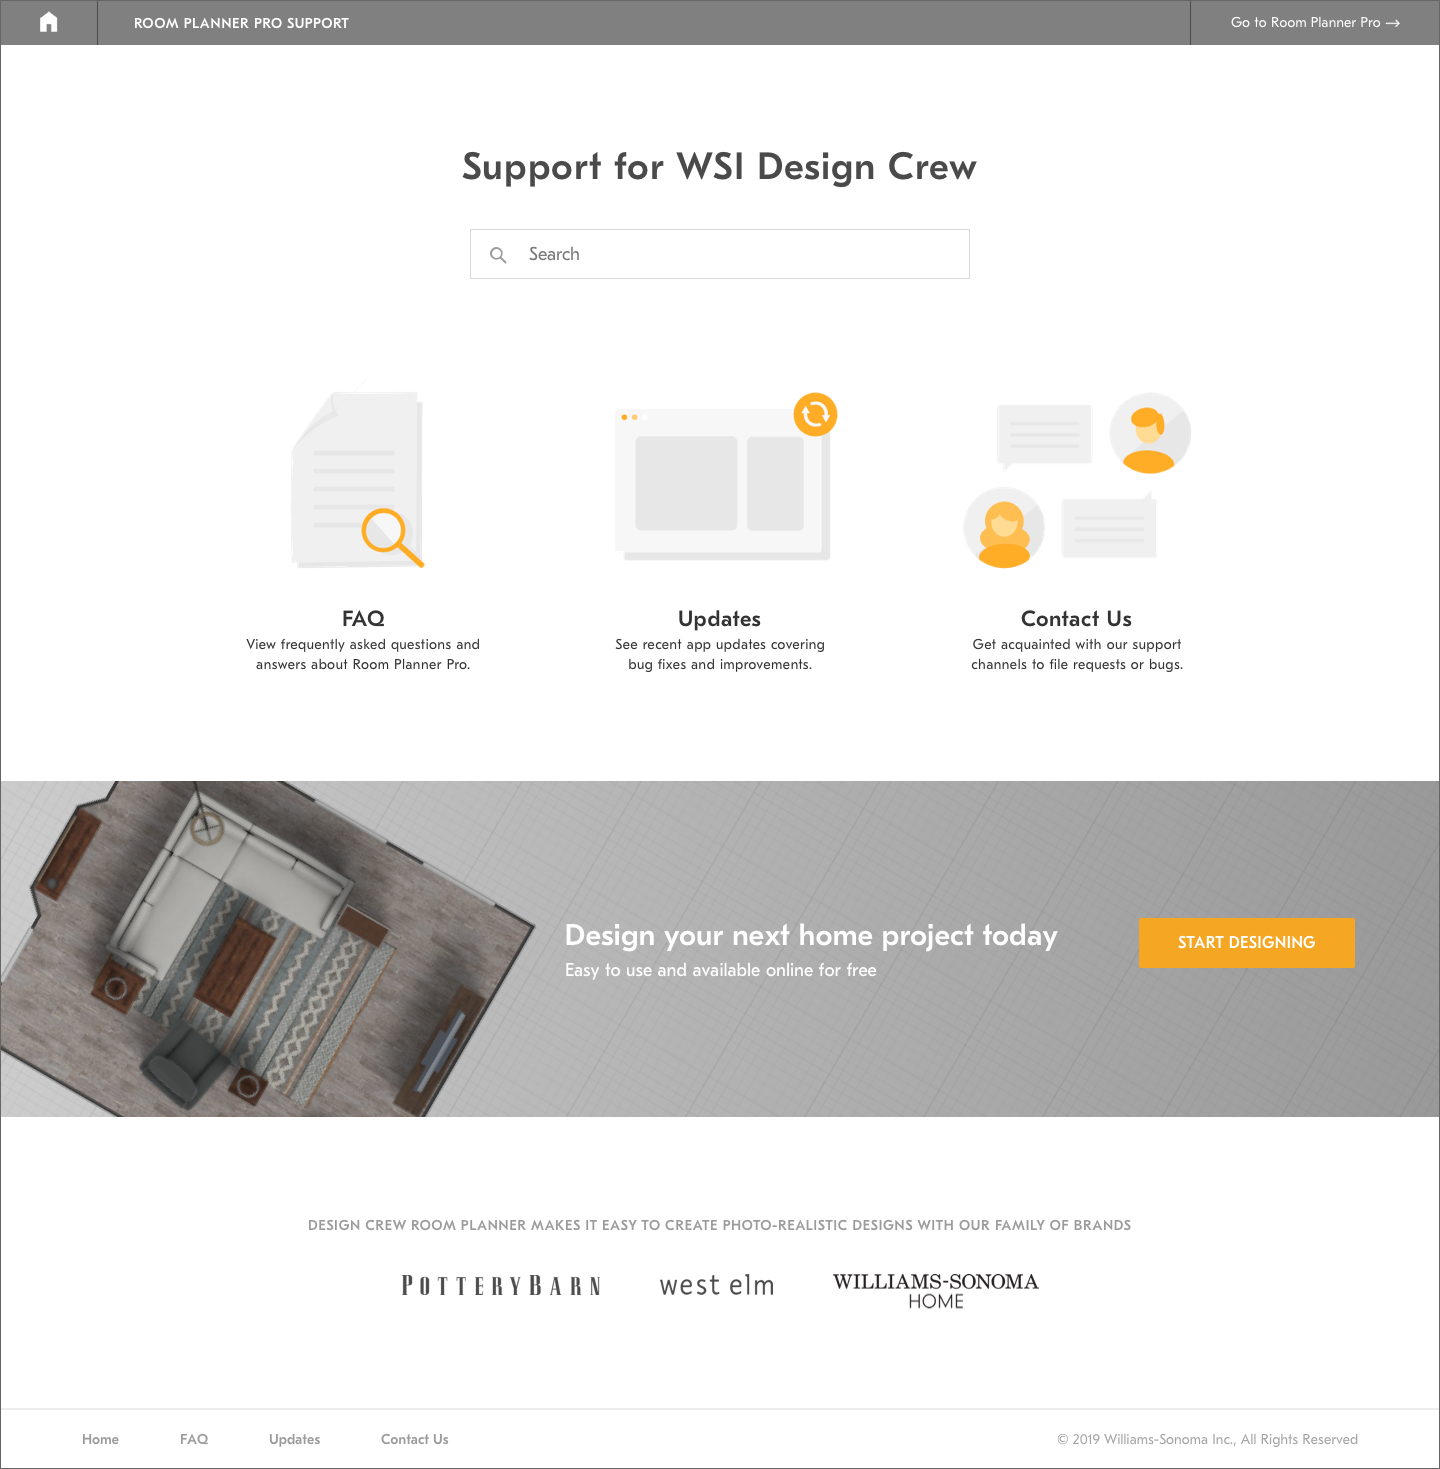 ROOM PLANNER PRO SUPPORT
Go to Room Planner Pro →
Support for WSI Design Crew
Search
FAQ
View frequently asked questions and
answers about Room Planner Pro.
Updates
See recent app updates covering
bug fixes and improvements.
Contact Us
Get acquainted with our support
channels to file requests or bugs.
Design your next home project today
Easy to use and available online for free
START DESIGNING
DESIGN CREW ROOM PLANNER MAKES IT EASY TO CREATE PHOTO-REALISTIC DESIGNS WITH OUR FAMILY OF BRANDS
POTTERYBARN
west elm
WILLIAMS-SONOMA
HOME
Home
FAQ
Updates
Contact Us
© 2019 Williams-Sonoma Inc., All Rights Reserved